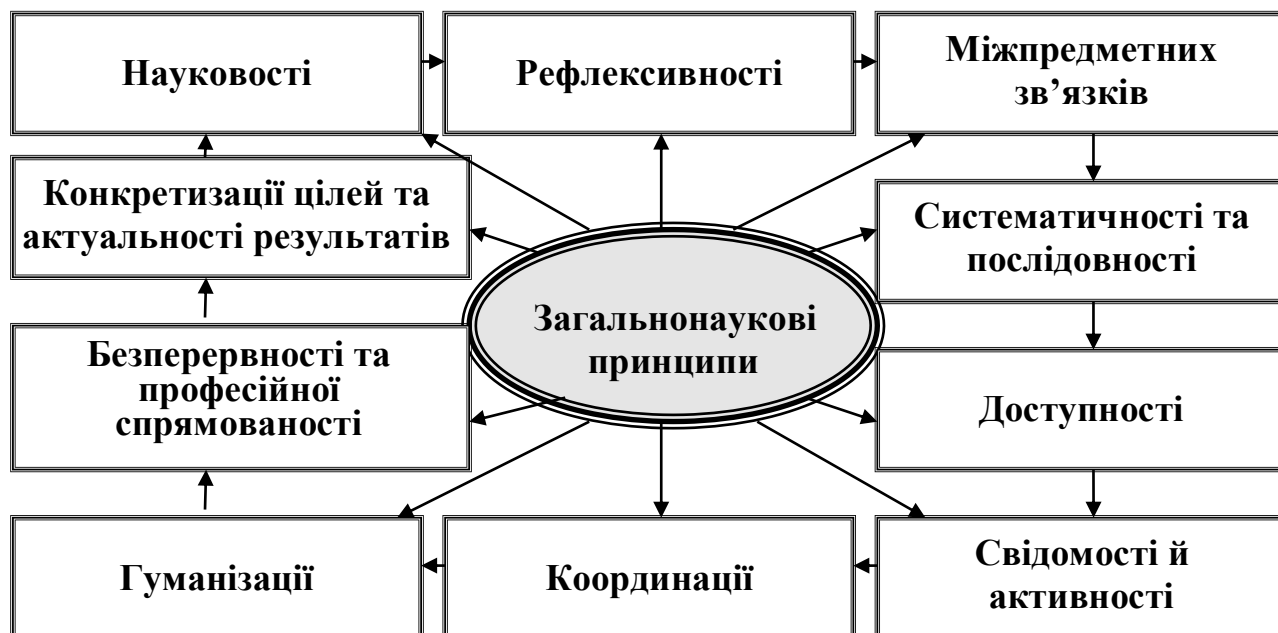 Науковості
Рефлексивності
Міжпредметних
зв’язків
Конкретизації цілей та
актуальності результатів
Систематичності та
послідовності
Загальнонаукові
принципи
Безперервності та
професійної
спрямованості
Доступності
Гуманізації
Координації
Свідомості й
активності